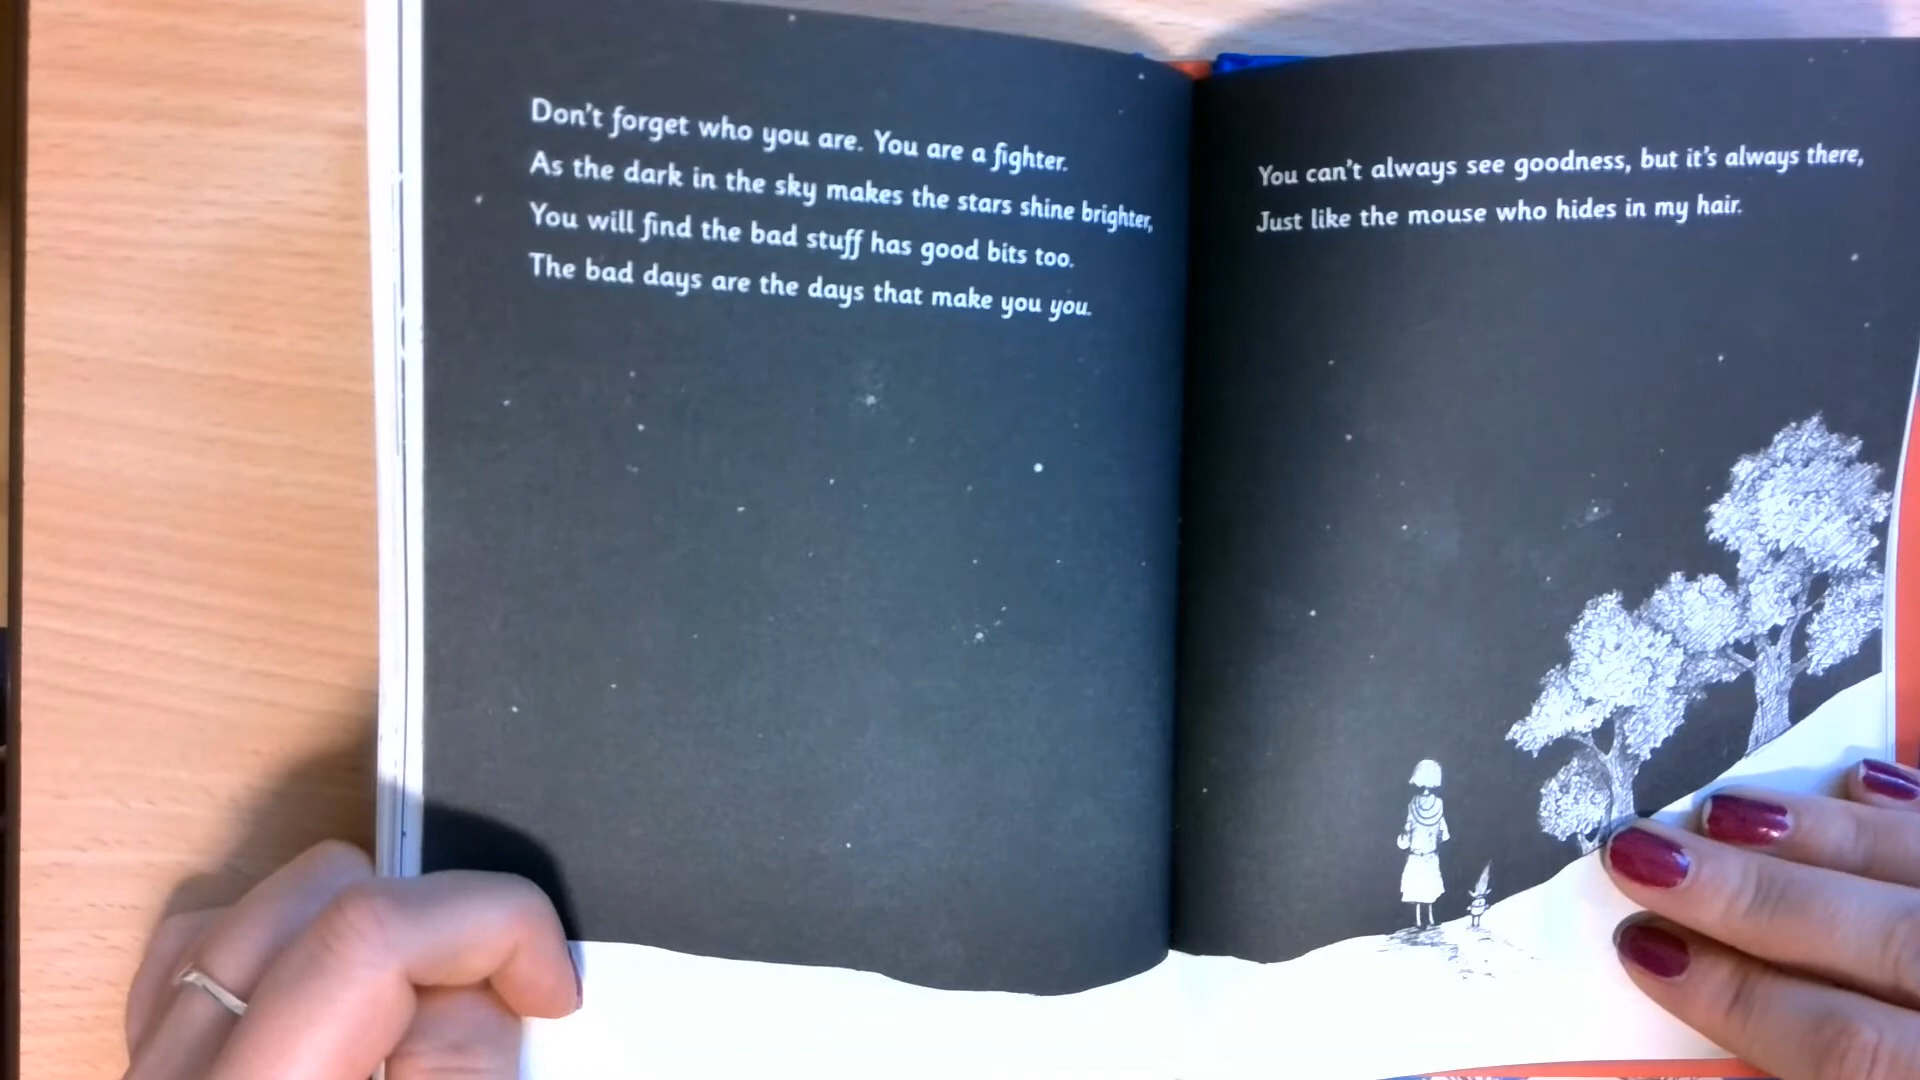 Don't forget who you are. You are a fighter.
As the dark in the sky makes the stars shine brighter,
You will find the bad stuff has good bits too.
The bad days are the days that make you you.
You can't always see goodness, but it's always there,
Just like the mouse who hides in my hair.